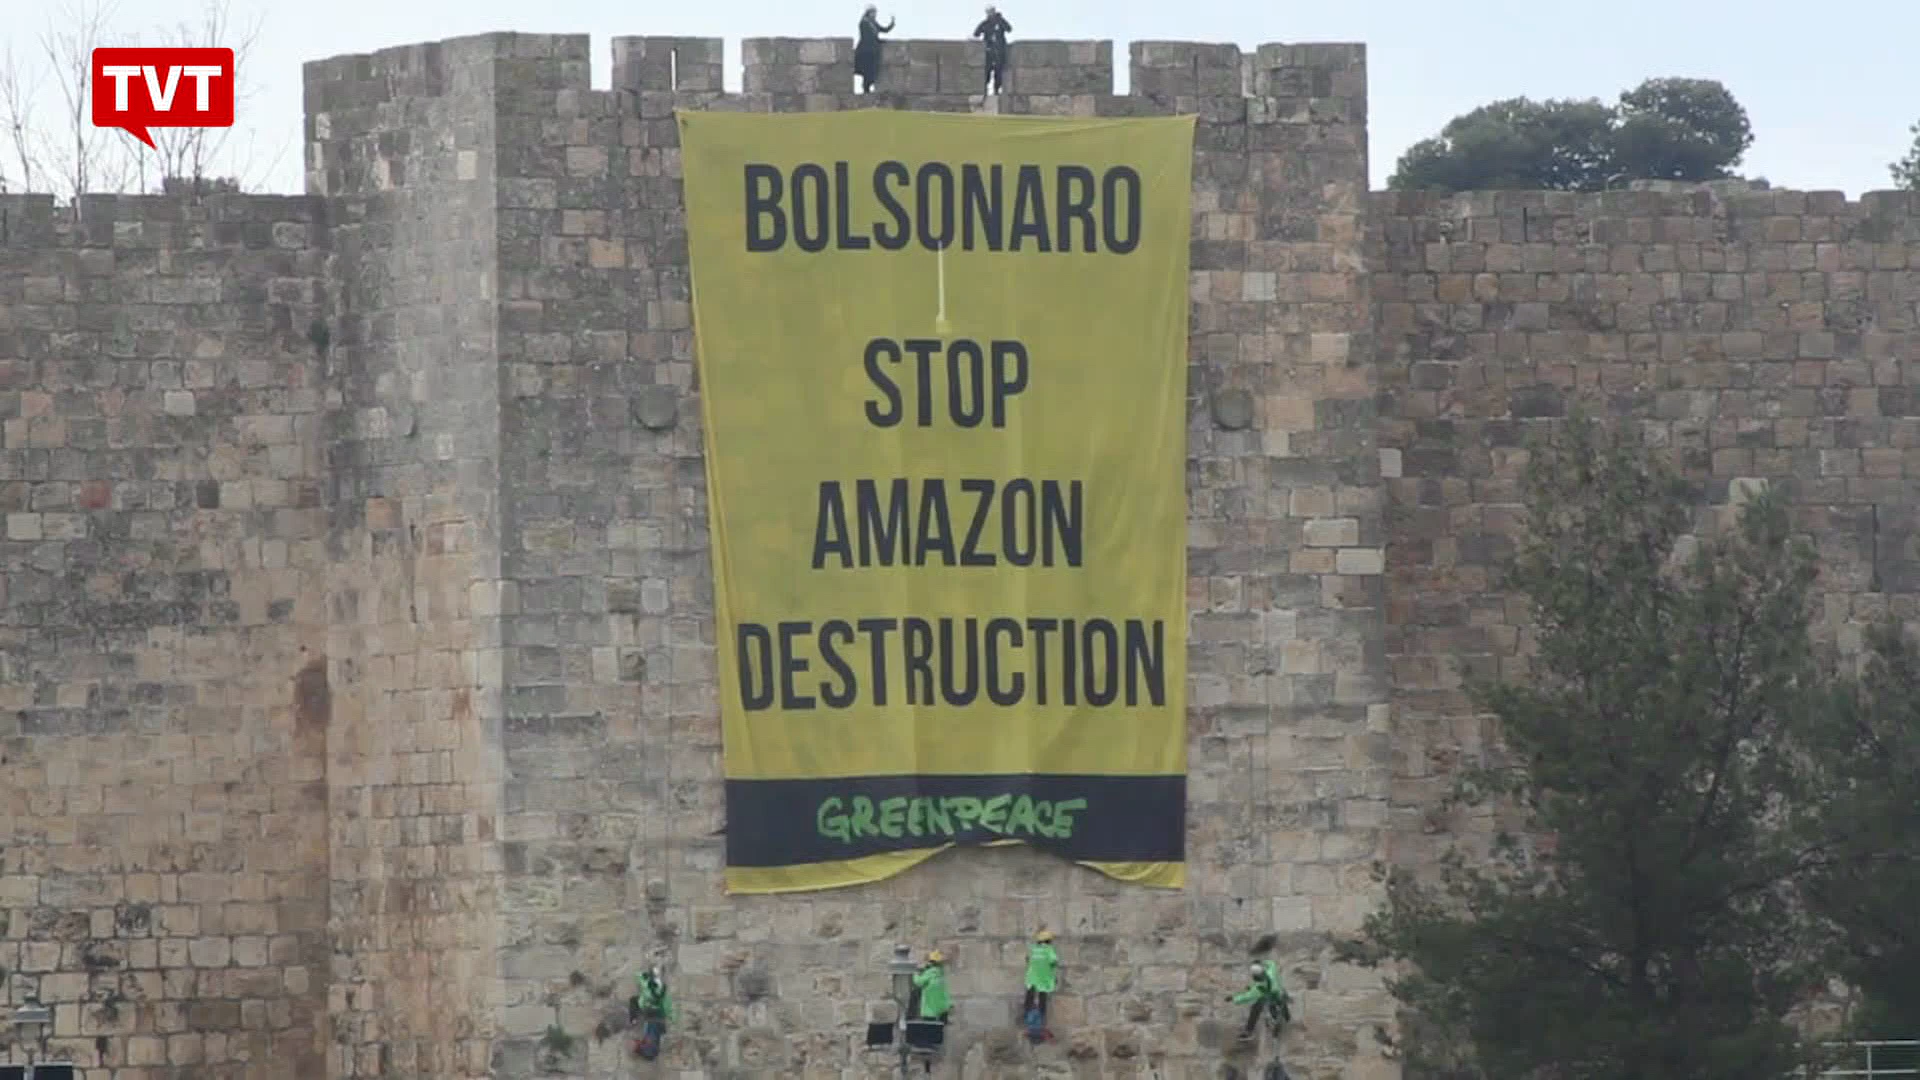 TVT
BOLSONARO
STOP
AMAZON
DESTRUCTION
GREENPEACE